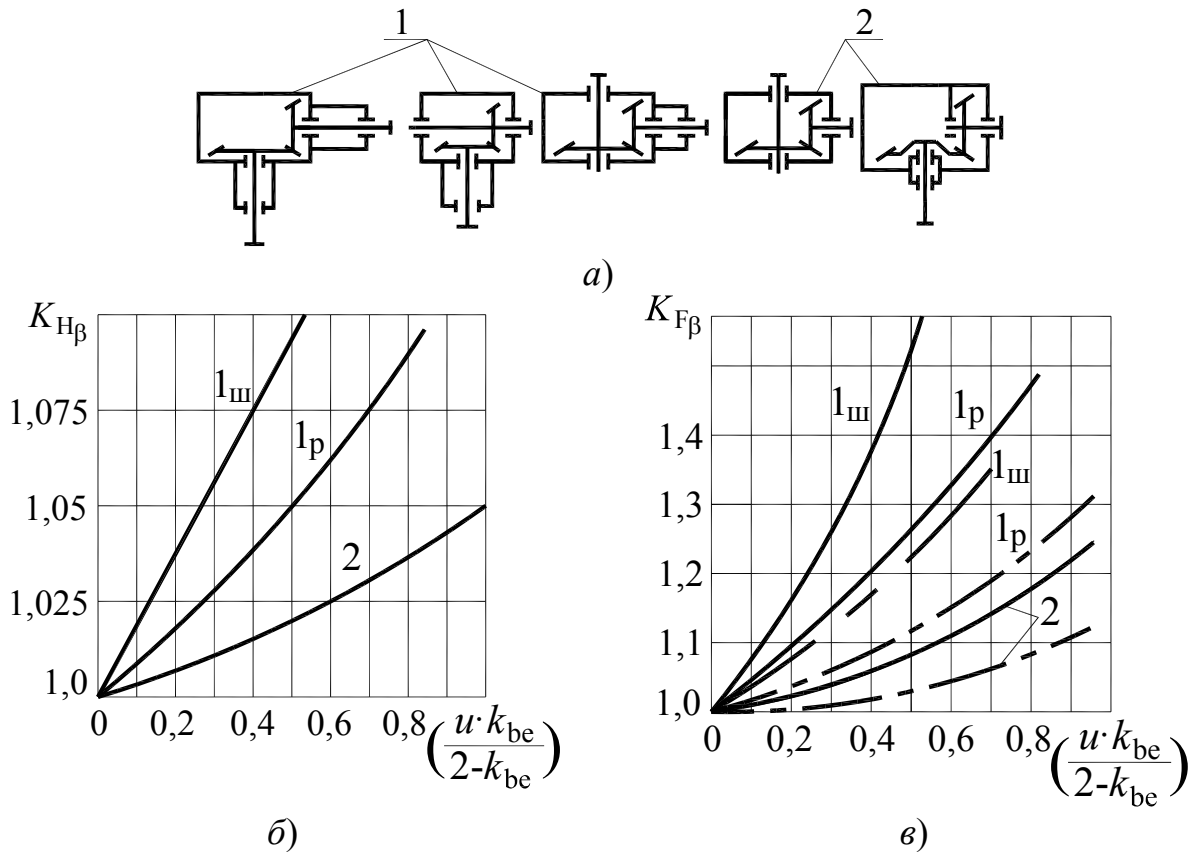 1 2
а)
K_Hβ
1,075
1,05
1,025
1,0
0 0,2 0,4 0,6 0,8
1ш
1р
2
(u·k_be / 2-k_be)
б)
K_Fβ
1,4
1,3
1,2
1,1
1,0
0 0,2 0,4 0,6 0,8
1ш
1р
1ш
1р
2
(u·k_be / 2-k_be)
в)